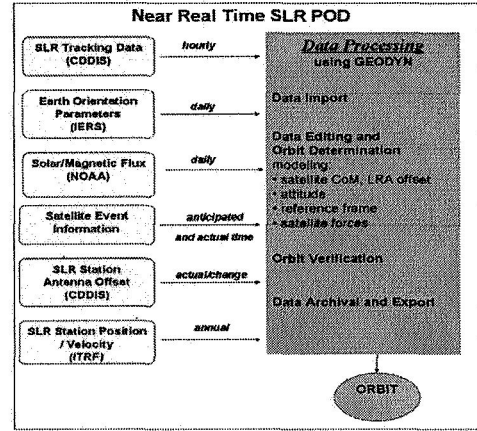 Near Real Time SLR POD
SLR Tracking Data
(CDDIS)
hourly
Earth Orientation
Parameters
(IERS)
daily
Solar/Magnetic Flux
(NOAA)
daily
Satellite Event
Information
anticipated
and actual time
SLR Station
Antenna Offset
(CDDIS)
actual/change
SLR Station Position
/ Velocity
(ITRF)
annual
Data Processing
using GEODYN
Data Import
Data Editing and
Orbit Determination
modeling:
• satellite CoM, LRA offset
• attitude
• reference frame
• satellite forces
Orbit Verification
Data Archival and Export
ORBIT